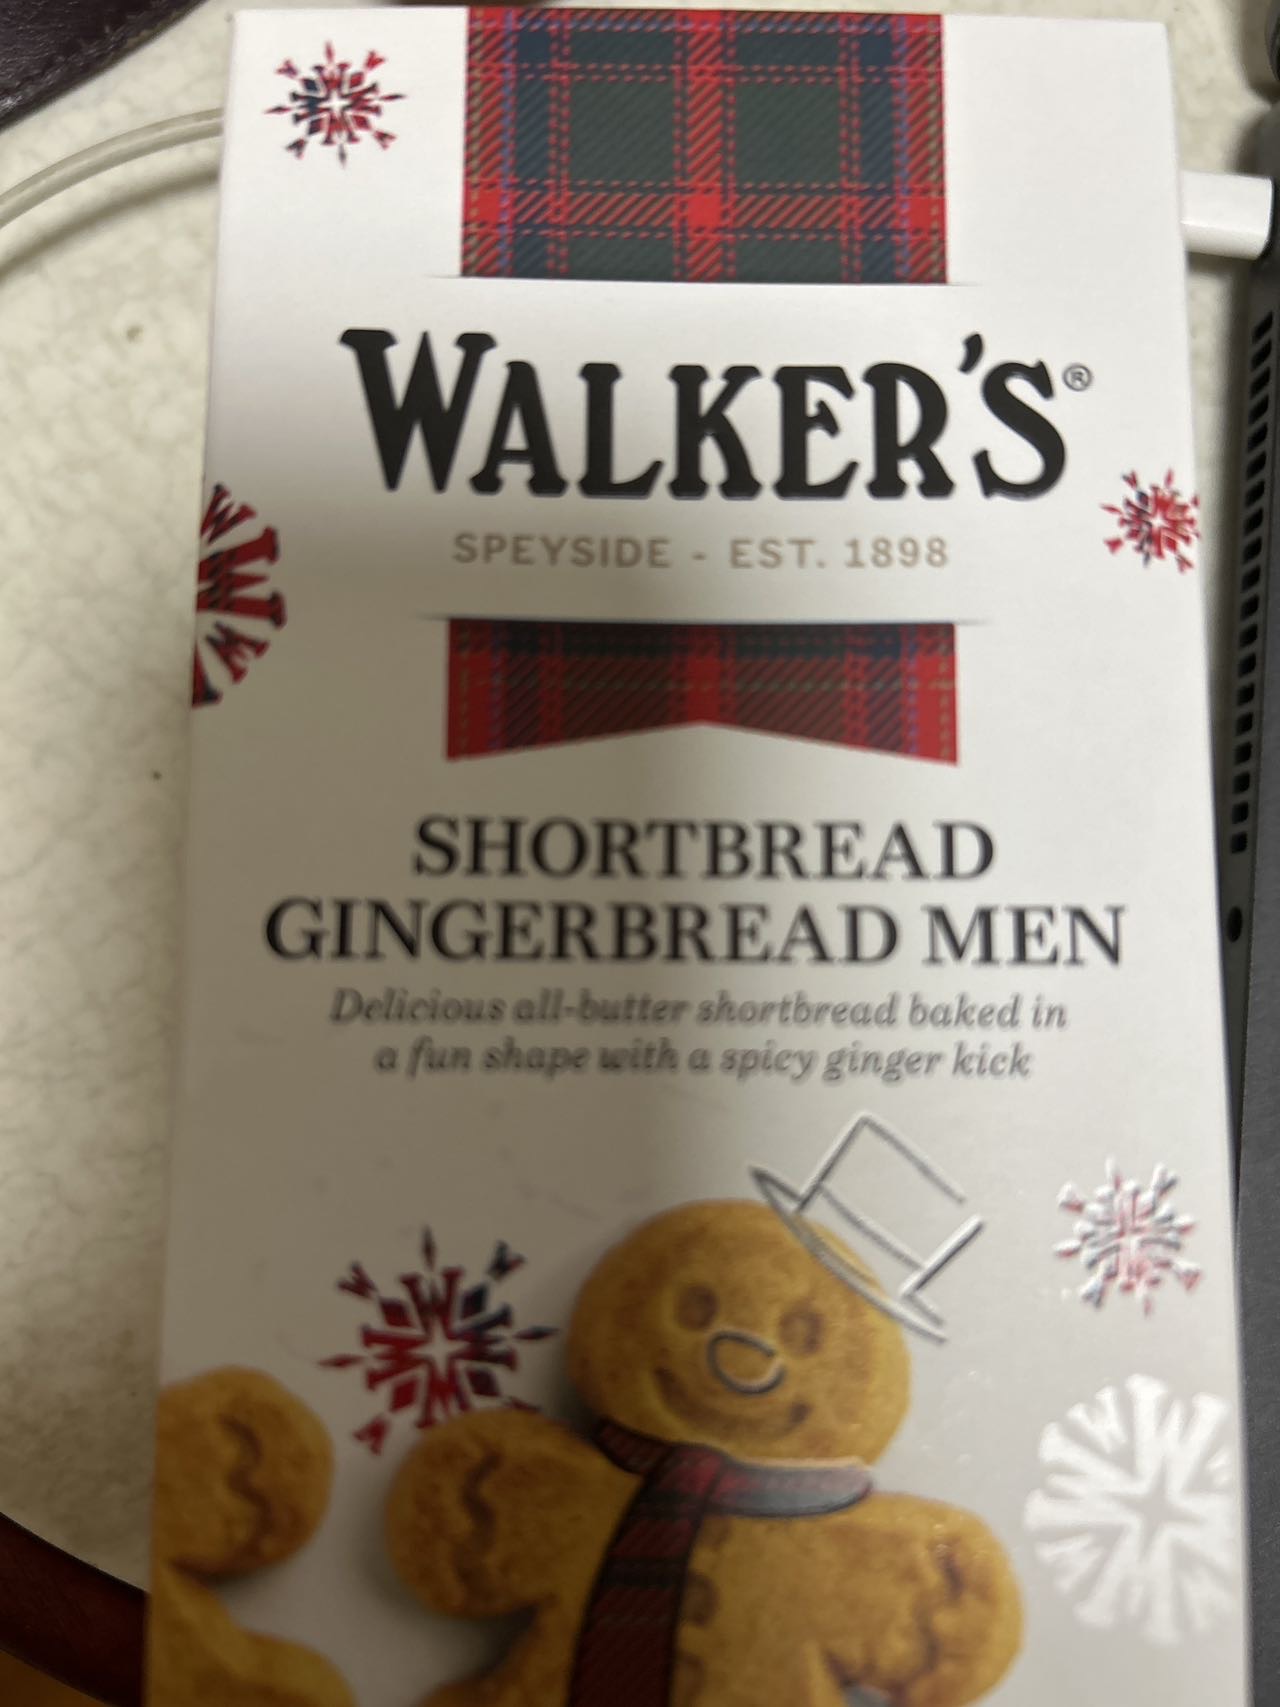 WALKER'S®
SPEYSIDE - EST. 1898
SHORTBREAD
GINGERBREAD MEN
Delicious all-butter shortbread baked in
a fun shape with a spicy ginger kick